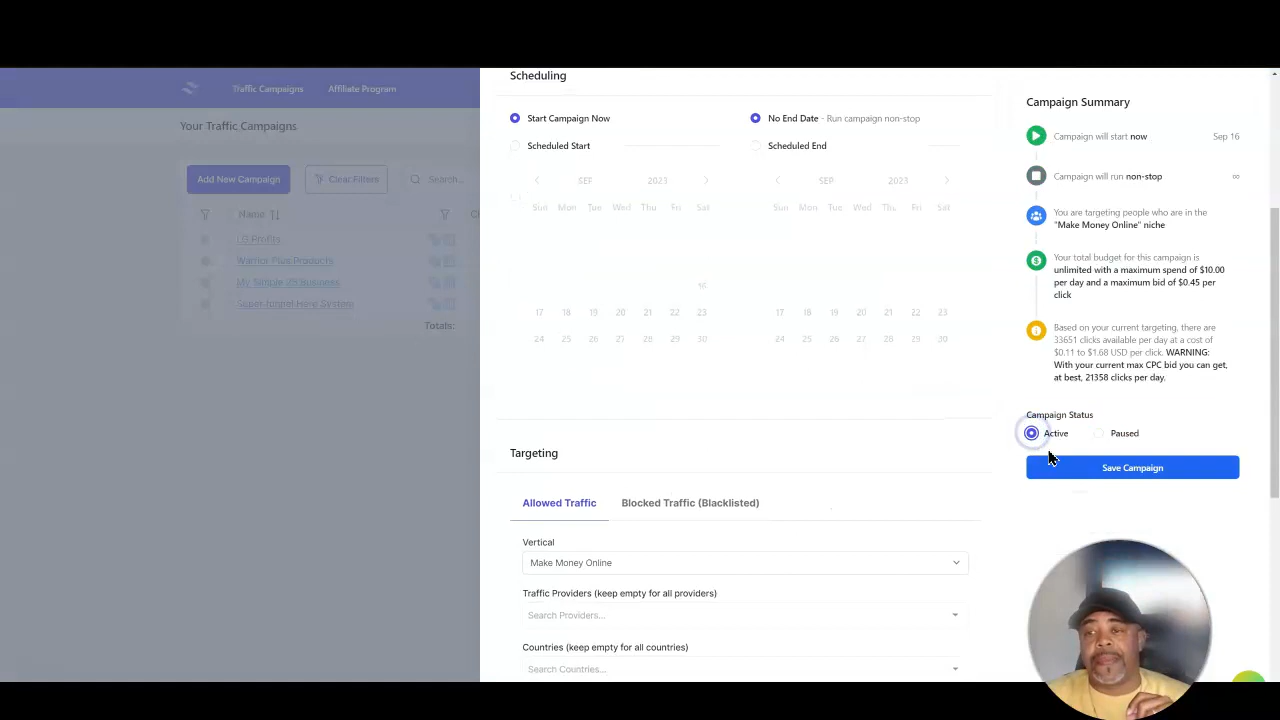 Traffic Campaigns
Affiliate Program
Your Traffic Campaigns
Add New Campaign
Clear Filters
Search...
Name
LG Profits
Warrior Plus Products
My Simple 2S Business
Super-funnel Hero System
Totals:
Scheduling
Start Campaign Now
No End Date - Run campaign non-stop
Scheduled Start
Scheduled End
SEP 2023
SEP 2023
Sun Mon Tue Wed Thu Fri Sat
Sun Mon Tue Wed Thu Fri Sat
16
17 18 19 20 21 22 23
17 18 19 20 21 22 23
24 25 26 27 28 29 30
24 25 26 27 28 29 30
Targeting
Allowed Traffic
Blocked Traffic (Blacklisted)
Vertical
Make Money Online
Traffic Providers (keep empty for all providers)
Search Providers...
Countries (keep empty for all countries)
Search Countries...
Campaign Summary
Campaign will start now Sep 16
Campaign will run non-stop ∞
You are targeting people who are in the
"Make Money Online" niche
Your total budget for this campaign is
unlimited with a maximum spend of $10.00
per day and a maximum bid of $0.45 per
click
Based on your current targeting, there are
33651 clicks available per day at a cost of
$0.11 to $1.68 USD per click. WARNING:
With your current max CPC bid you can get,
at best, 21358 clicks per day.
Campaign Status
Active
Paused
Save Campaign